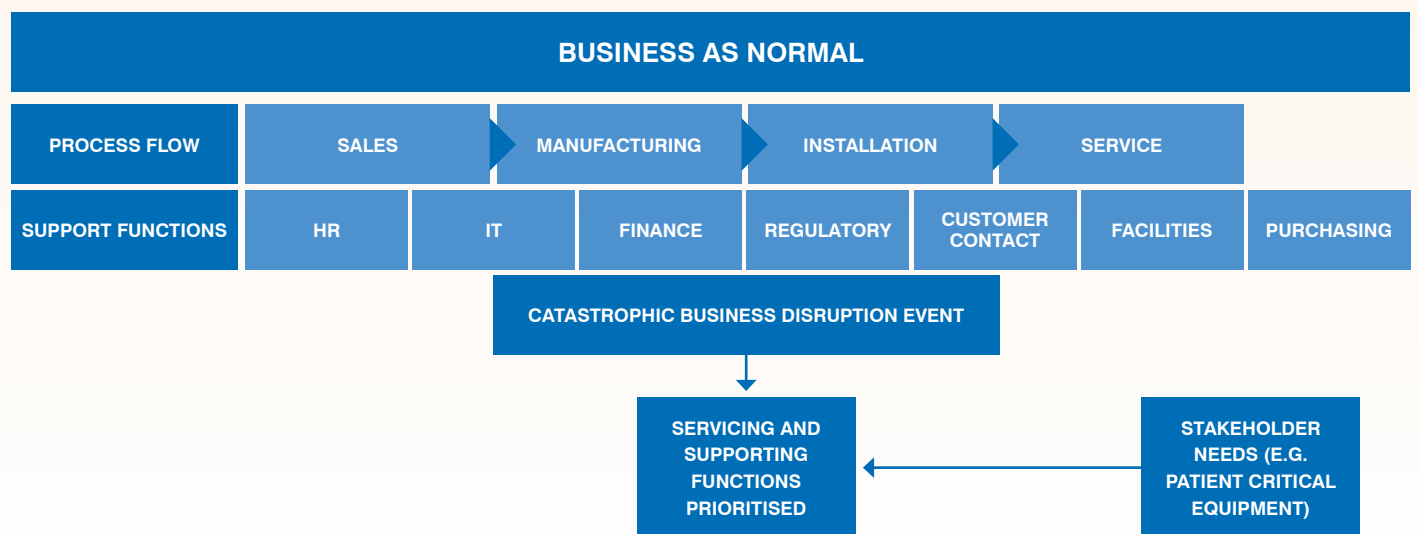 BUSINESS AS NORMAL
PROCESS FLOW
SALES
MANUFACTURING
INSTALLATION
SERVICE
SUPPORT FUNCTIONS
HR
IT
FINANCE
REGULATORY
CUSTOMER
CONTACT
FACILITIES
PURCHASING
CATASTROPHIC BUSINESS DISRUPTION EVENT
SERVICING AND
SUPPORTING
FUNCTIONS
PRIORITISED
STAKEHOLDER
NEEDS (E.G.
PATIENT CRITICAL
EQUIPMENT)